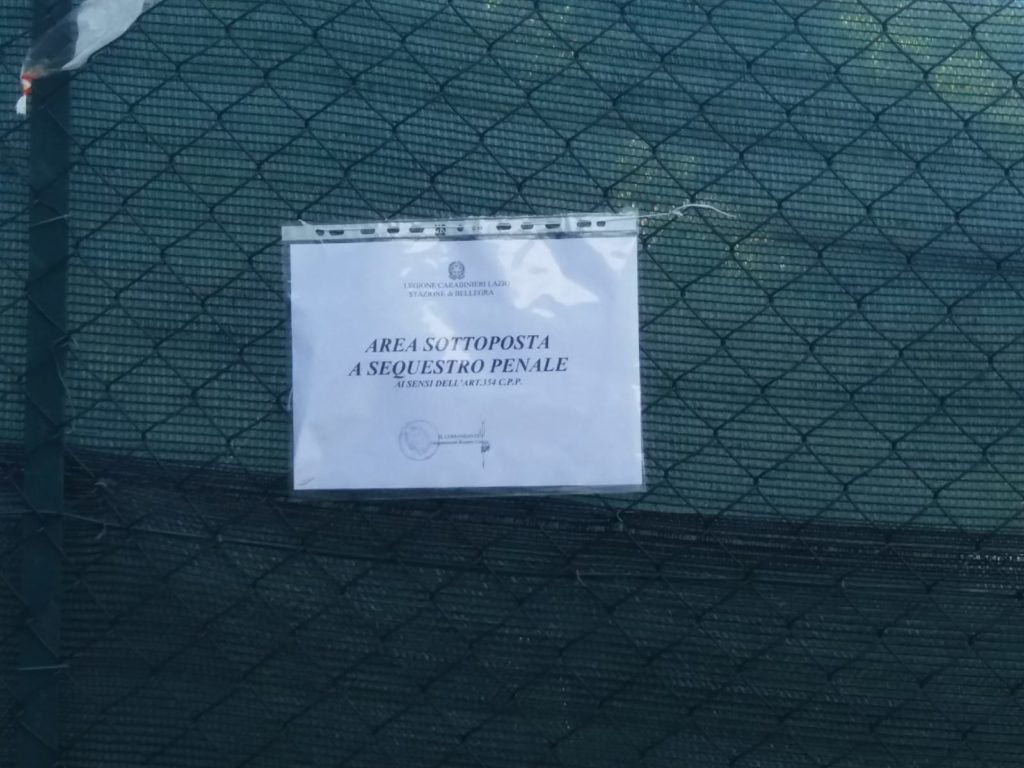 LEGIONE CARABINIERI LAZIO
STAZIONE di BELLEGRA
AREA SOTTOPOSTA
A SEQUESTRO PENALE
AI SENSI DELL'ART.354 C.P.P.
IL COMANDANTE